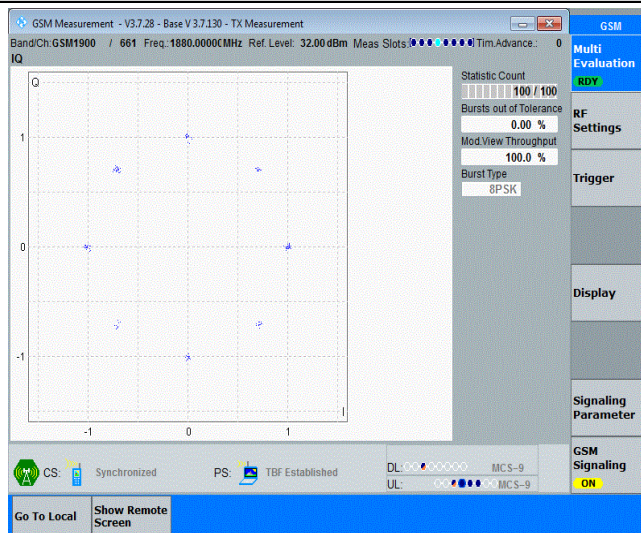 GSM Measurement - V3.7.28 - Base V 3.7.130 - TX Measurement
GSM
Band/Ch: GSM1900 / 661 Freq.: 1880.00000 MHz Ref. Level: 32.00 dBm Meas Slots: Tim.Advance.: 0
IQ
Multi
Evaluation
RDY
Q
1
0
-1
-1 0 1
I
Statistic Count
100 / 100
Bursts out of Tolerance
0.00 %
Mod.View Throughput
100.0 %
Burst Type
8PSK
RF
Settings
Trigger
Display
Signaling
Parameter
GSM
Signaling
ON
CS: Synchronized PS: TBF Established
DL: MCS-9
UL: MCS-9
Go To Local
Show Remote
Screen